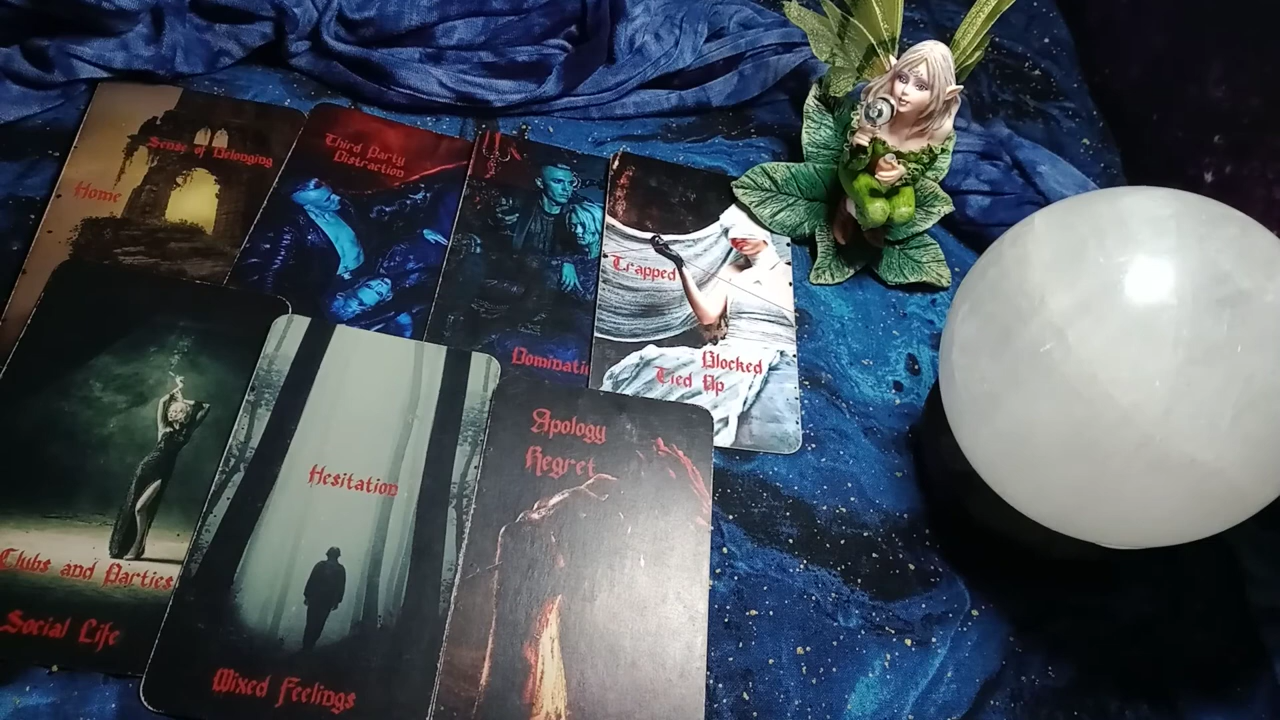 Sense of Belonging
Home
Third Party
Distraction
Dominati
Trapped
Blocked
Tied Up
Clubs and Parties
Social Life
Hesitation
Mixed Feelings
Apology
Regret